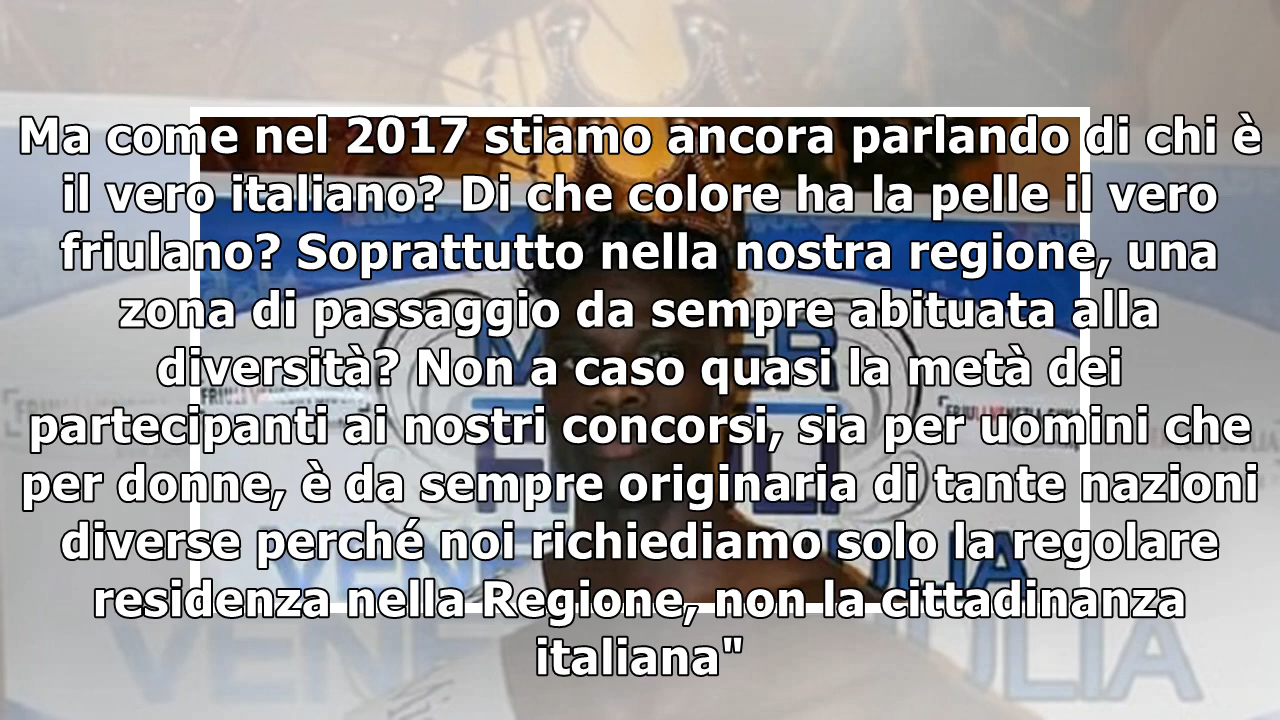 Ma come nel 2017 stiamo ancora parlando di chi è
il vero italiano? Di che colore ha la pelle il vero
friulano? Soprattutto nella nostra regione, una
zona di passaggio da sempre abituata alla
diversità? Non a caso quasi la metà dei
partecipanti ai nostri concorsi, sia per uomini che
per donne, è da sempre originaria di tante nazioni
diverse perché noi richiediamo solo la regolare
residenza nella Regione, non la cittadinanza
italiana"